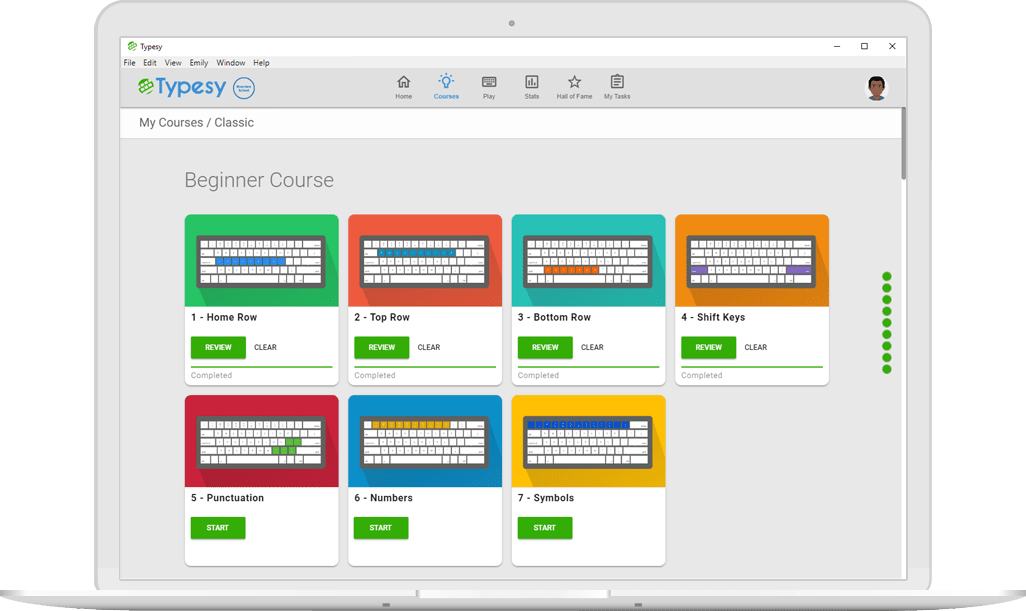 Typesy
File Edit View Emily Window Help
Typesy
Home Courses Play Stats Hall of Fame My Tasks
My Courses / Classic
Beginner Course
1 - Home Row
REVIEW CLEAR
Completed
2 - Top Row
REVIEW CLEAR
Completed
3 - Bottom Row
REVIEW CLEAR
Completed
4 - Shift Keys
REVIEW CLEAR
Completed
5 - Punctuation
START
6 - Numbers
START
7 - Symbols
START